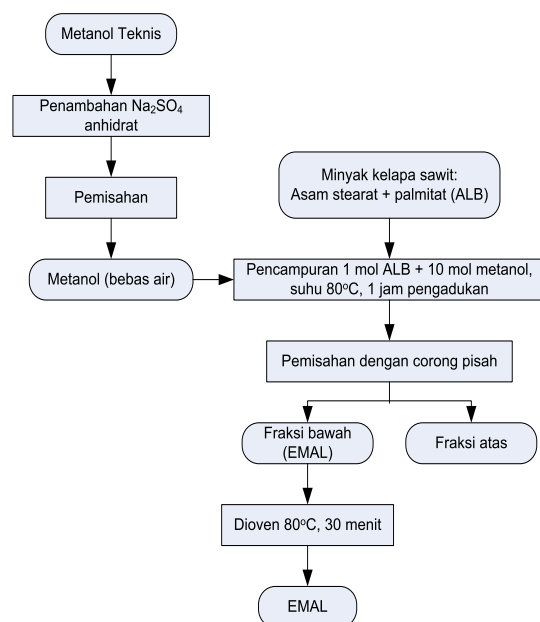 Metanol Teknis
Penambahan Na₂SO₄
anhidrat
Pemisahan
Metanol (bebas air)
Minyak kelapa sawit:
Asam stearat + palmitat (ALB)
Pencampuran 1 mol ALB + 10 mol metanol,
suhu 80°C, 1 jam pengadukan
Pemisahan dengan corong pisah
Fraksi bawah
(EMAL)
Fraksi atas
Dioven 80°C, 30 menit
EMAL